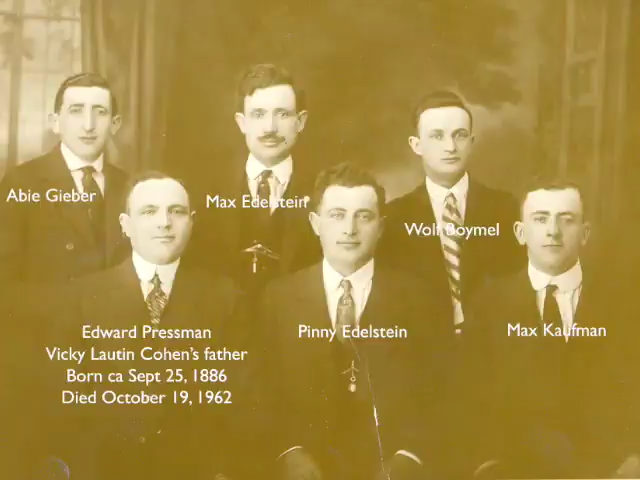 Abie Gieber
Max Edelstein
Wolf Boymel
Edward Pressman
Vicky Lautin Cohen's father
Born ca Sept 25, 1886
Died October 19, 1962
Pinny Edelstein
Max Kaufman